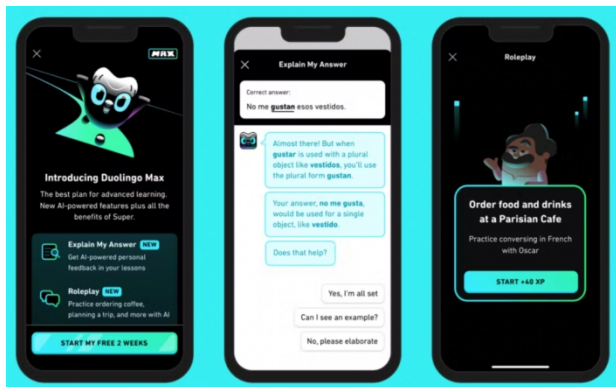 MAX
Introducing Duolingo Max
The best plan for advanced learning.
New AI-powered features plus all the
benefits of Super.
Explain My Answer NEW
Get AI-powered personal
feedback in your lessons
Roleplay NEW
Practice ordering coffee,
planning a trip, and more with AI
START MY FREE 2 WEEKS
Explain My Answer
Correct answer:
No me gustan esos vestidos.
Almost there! But when
gustar is used with a plural
object like vestidos, you'll use
the plural form gustan.
Your answer, no me gusta,
would be used for a single
object, like vestido.
Does that help?
Yes, I'm all set
Can I see an example?
No, please elaborate
Roleplay
Order food and drinks
at a Parisian Cafe
Practice conversing in French
with Oscar
START +40 XP